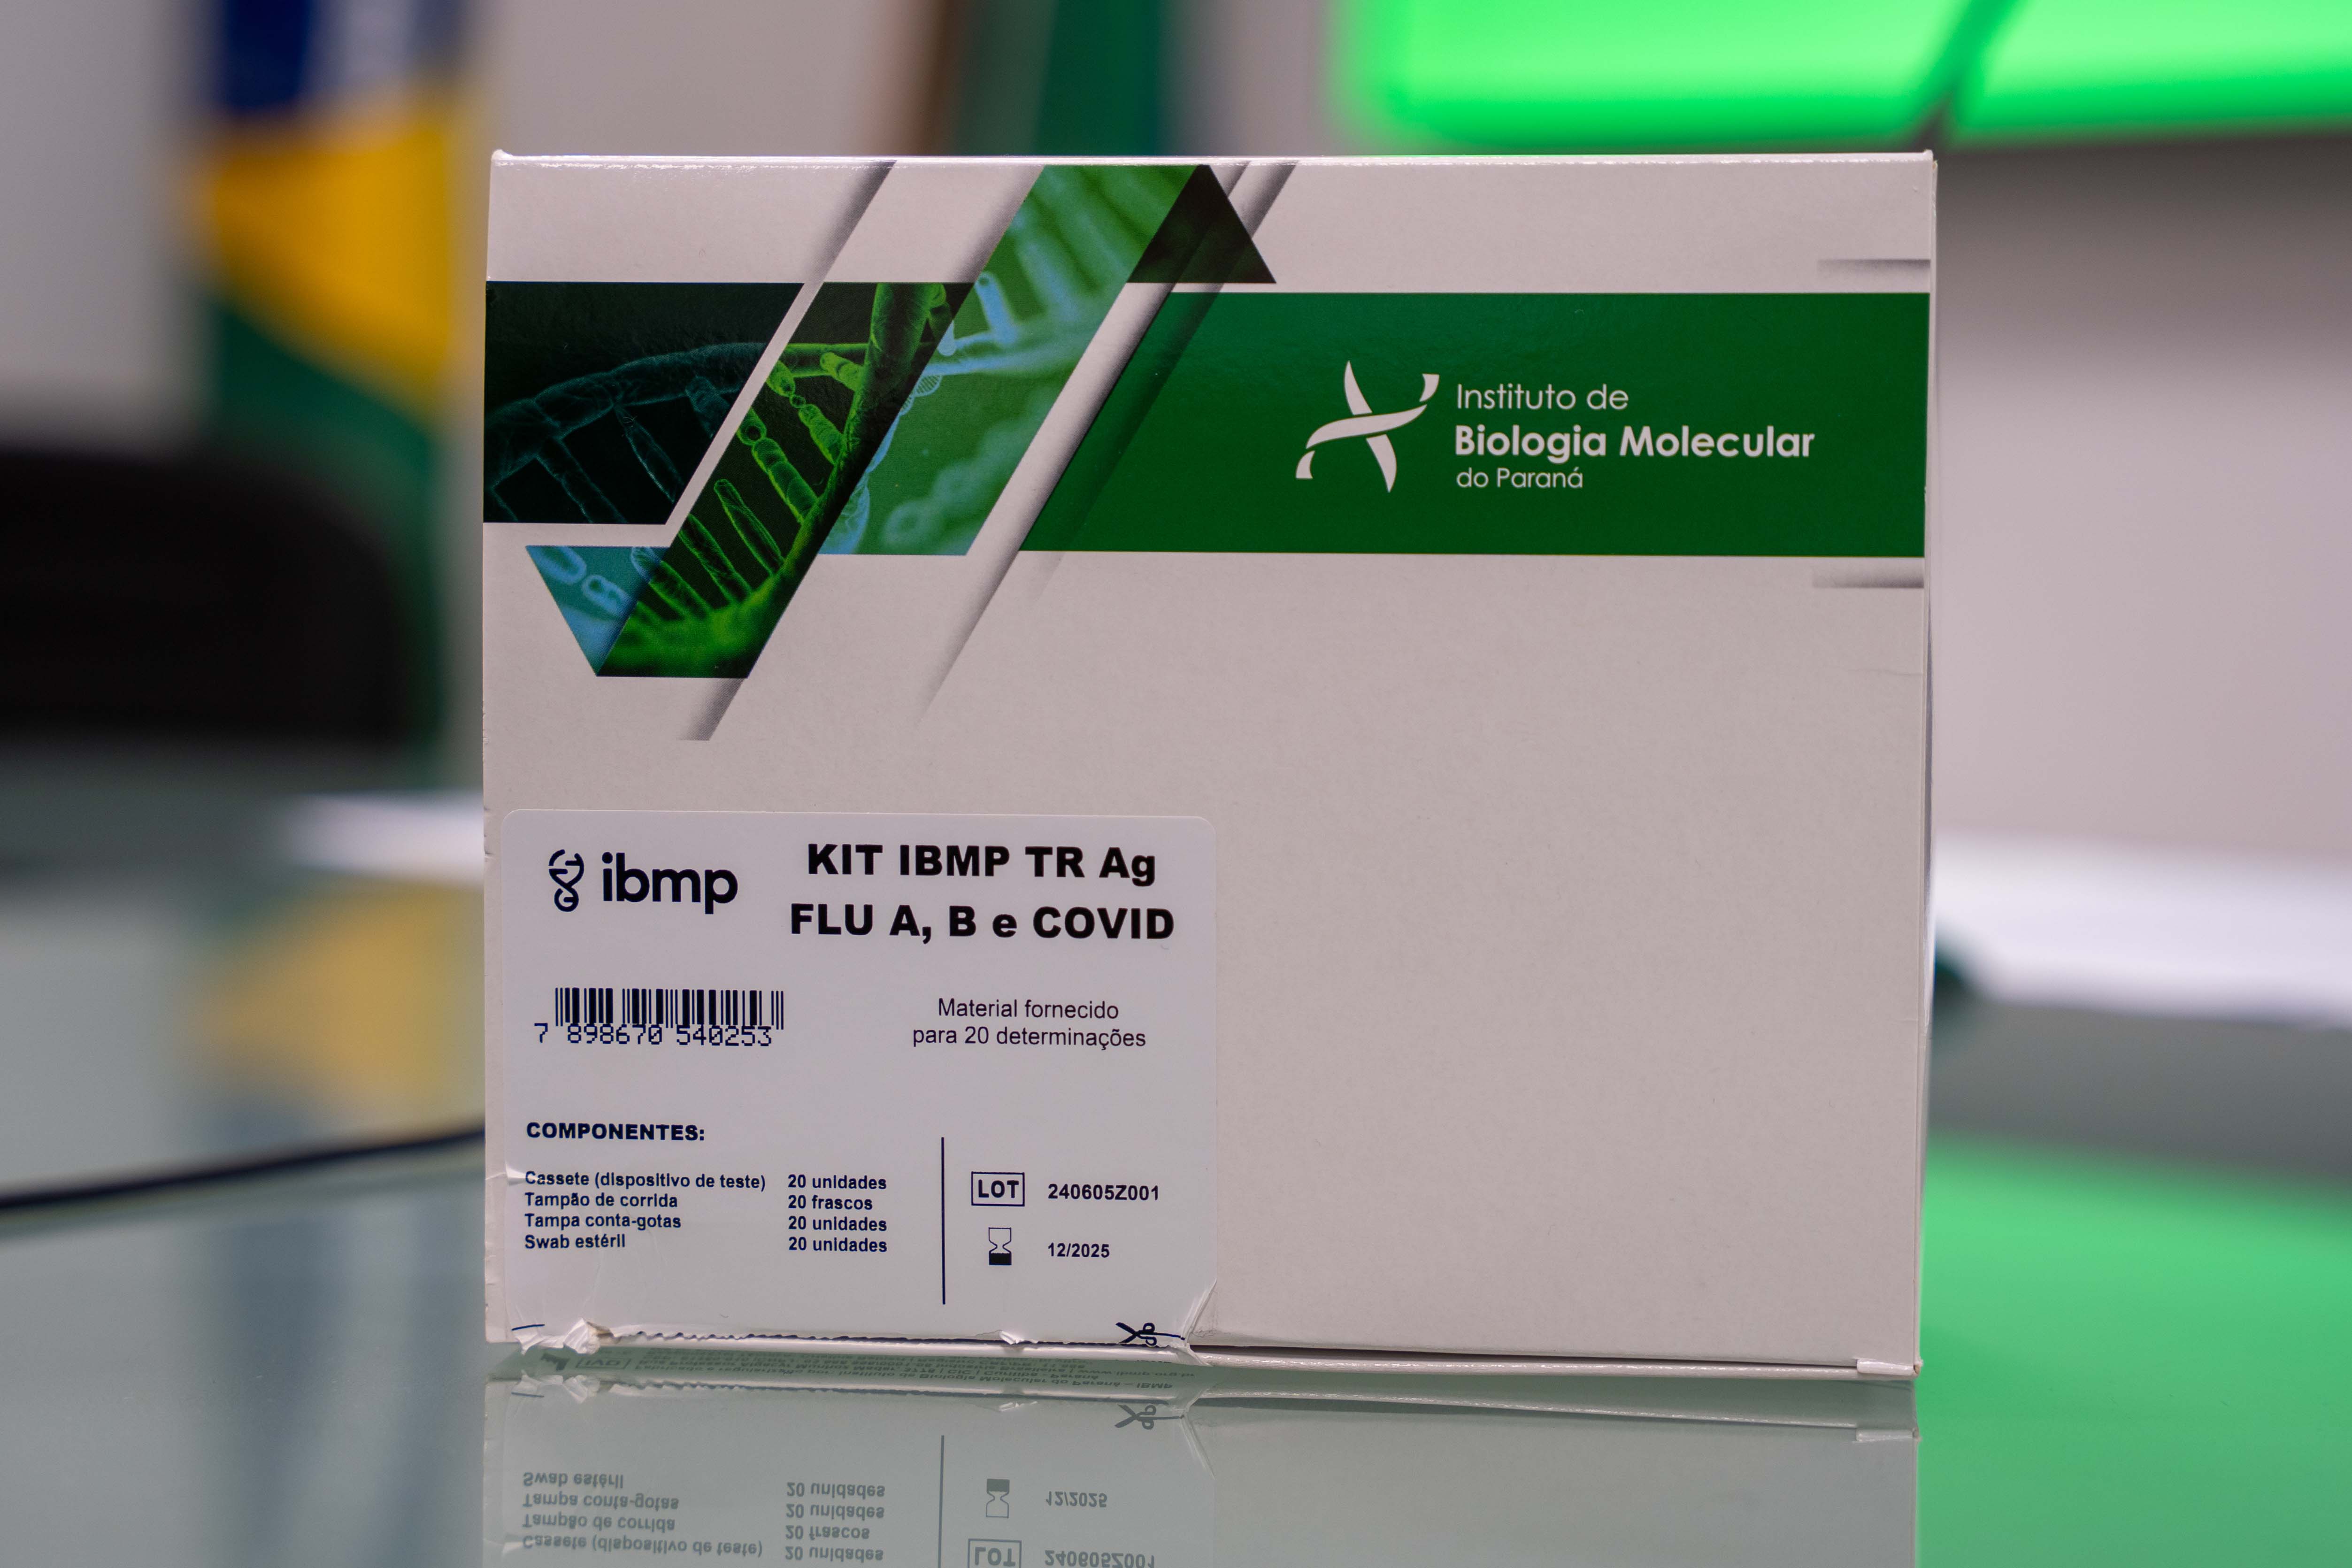 Instituto de
Biologia Molecular
do Paraná
ibmp
KIT IBMP TR Ag
FLU A, B e COVID
7 898670 540253
Material fornecido
para 20 determinações
COMPONENTES:
Cassete (dispositivo de teste) 20 unidades
Tampão de corrida 20 frascos
Tampa conta-gotas 20 unidades
Swab estéril 20 unidades
LOT 240605Z001
12/2025